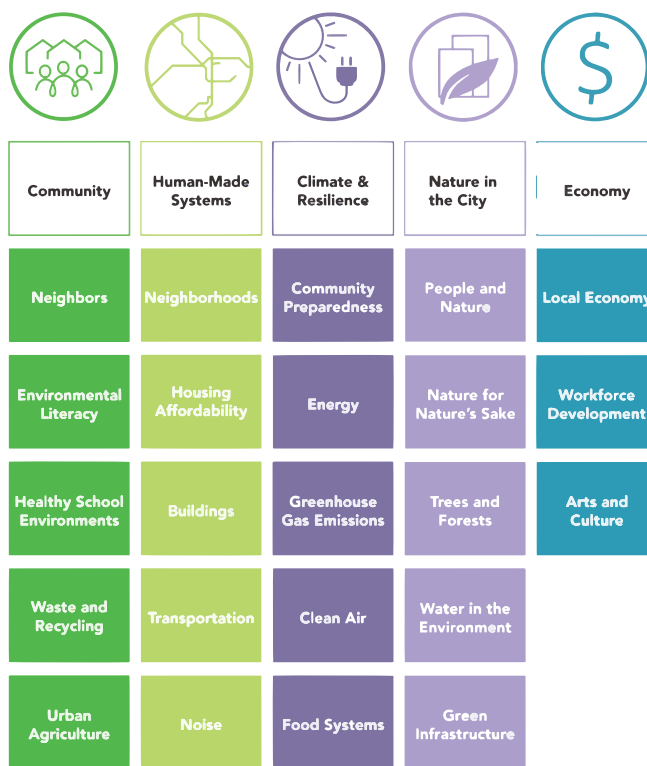 $
Community
Human-Made
Systems
Climate &
Resilience
Nature in
the City
Economy
Neighbors
Neighborhoods
Community
Preparedness
People and
Nature
Local Economy
Environmental
Literacy
Housing
Affordability
Energy
Nature for
Nature's Sake
Workforce
Development
Healthy School
Environments
Buildings
Greenhouse
Gas Emissions
Trees and
Forests
Arts and
Culture
Waste and
Recycling
Transportation
Clean Air
Water in the
Environment
Urban
Agriculture
Noise
Food Systems
Green
Infrastructure